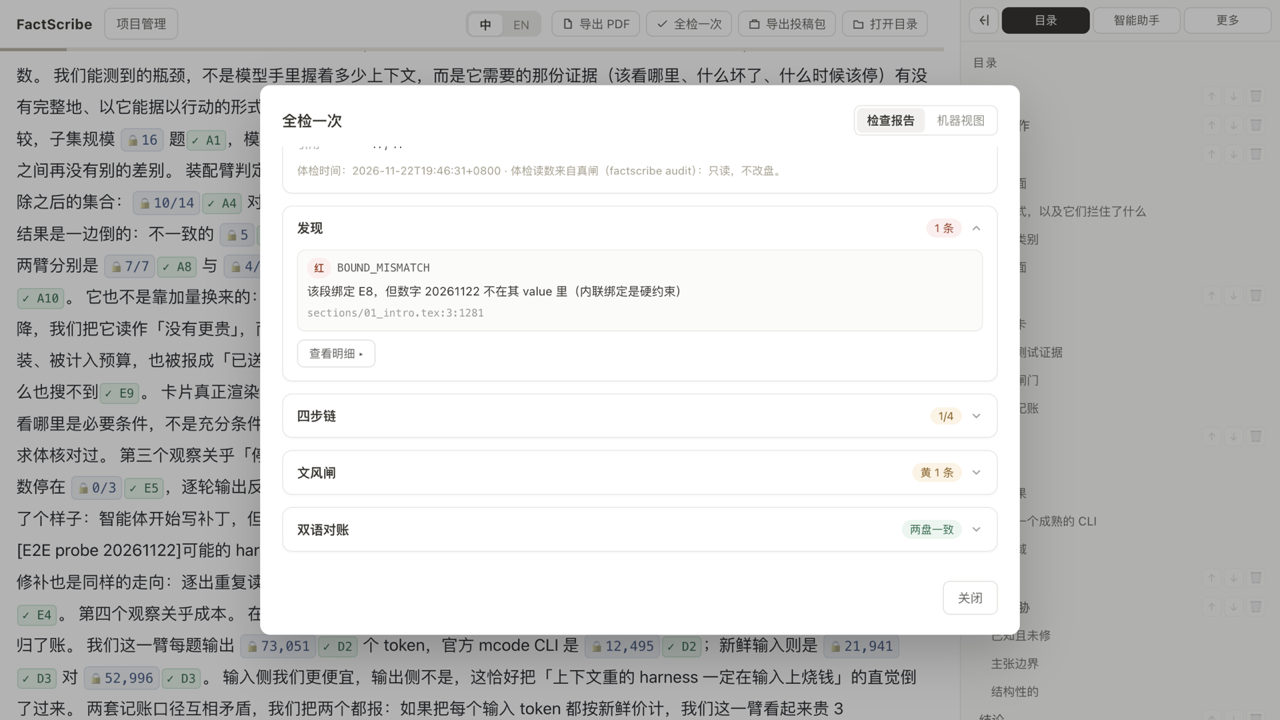 FactScribe 项目管理 中 EN 导出 PDF 全检一次 导出投稿包 打开目录 目录 智能助手 更多
目录
数。 我们能测到的瓶颈，不是模型手里握着多少上下文，而是它需要的那份证据（该看哪里、什么坏了、什么时候该停）有没
有完整地、以它能据以行动的形式
较，子集规模 16 题 ✓ A1 ，模
之间再没有别的差别。 装配臂判定
除之后的集合： 10/14 ✓ A4 对
结果是一边倒的：不一致的 5
两臂分别是 7/7 ✓ A8 与 4/
✓ A10 。 它也不是靠加量换来的：
降，我们把它读作「没有更贵」，
装、被计入预算，也被报成「已送
么也搜不到 ✓ E9 。 卡片真正渲染
看哪里是必要条件，不是充分条件
求体核对过。 第三个观察关乎「停
数停在 0/3 ✓ E5 ，逐轮输出反
了个样子：智能体开始写补丁，但
[E2E probe 20261122]可能的 har
修补也是同样的走向：逐出重复读
✓ E4 。 第四个观察关乎成本。 在
归了账。 我们这一臂每题输出 73,051 ✓ D2 个 token，官方 mcode CLI 是 12,495 ✓ D2 ；新鲜输入则是 21,941
✓ D3 对 52,996 ✓ D3 。 输入侧我们更便宜，输出侧不是，这恰好把「上下文重的 harness 一定在输入上烧钱」的直觉倒
了过来。 两套记账口径互相矛盾，我们把两个都报：如果把每个输入 token 都按新鲜价计，我们这一臂看起来贵 3
全检一次 检查报告 机器视图
体检时间：2026-11-22T19:46:31+0800 · 体检读数来自真闸（factscribe audit）：只读，不改盘。
发现 1 条
红 BOUND_MISMATCH
该段绑定 E8，但数字 20261122 不在其 value 里（内联绑定是硬约束）
sections/01_intro.tex:3:1281
查看明细 ▸
四步链 1/4
文风闸 黄 1 条
双语对账 两盘一致
关闭
作
面
式，以及它们拦住了什么
类别
面
卡
测试证据
闸门
记账
果
一个成熟的 CLI
域
胁
已知且未修
主张边界
结构性的
结论